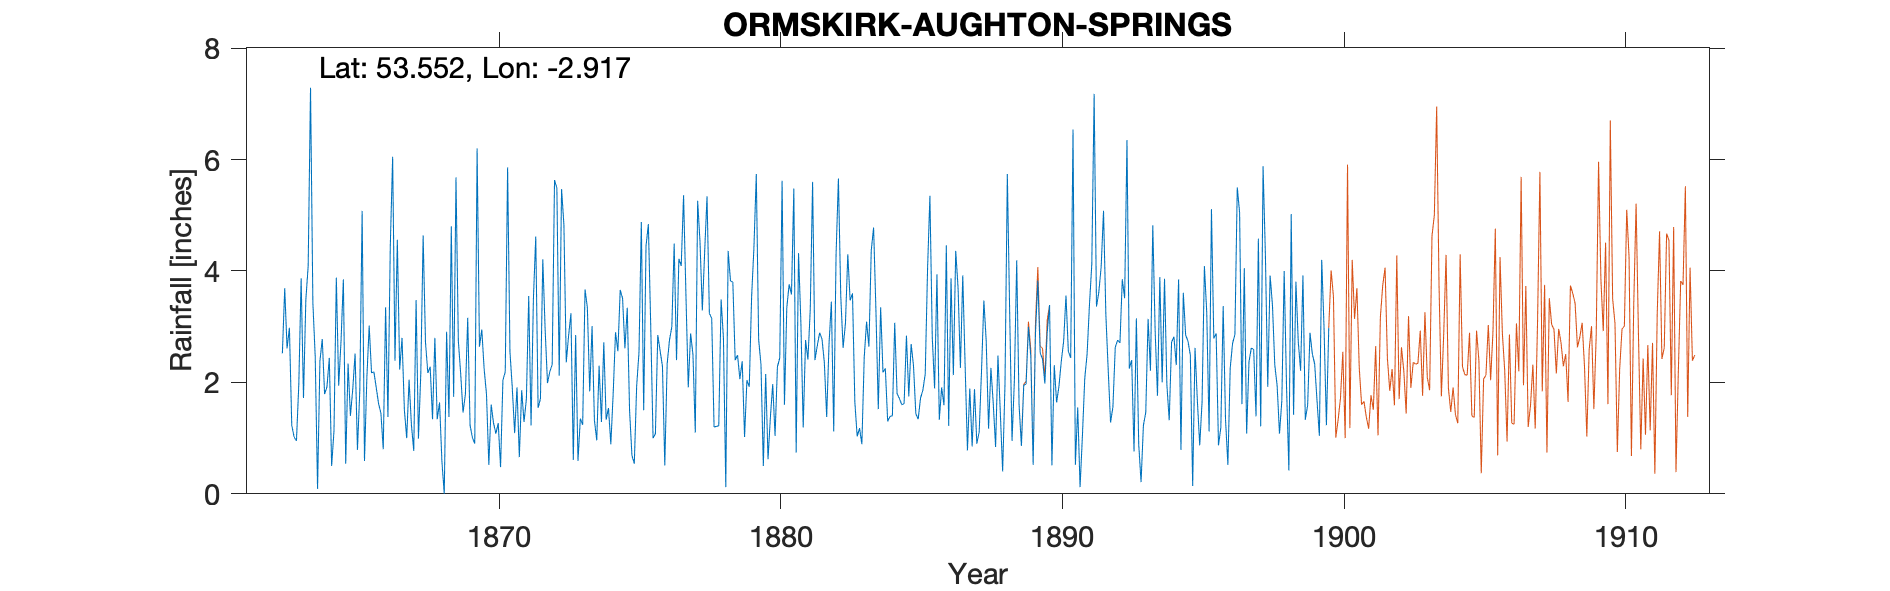 ORMSKIRK-AUGHTON-SPRINGS
Lat: 53.552, Lon: -2.917
8
6
4
2
0
Rainfall [inches]
1870 1880 1890 1900 1910
Year